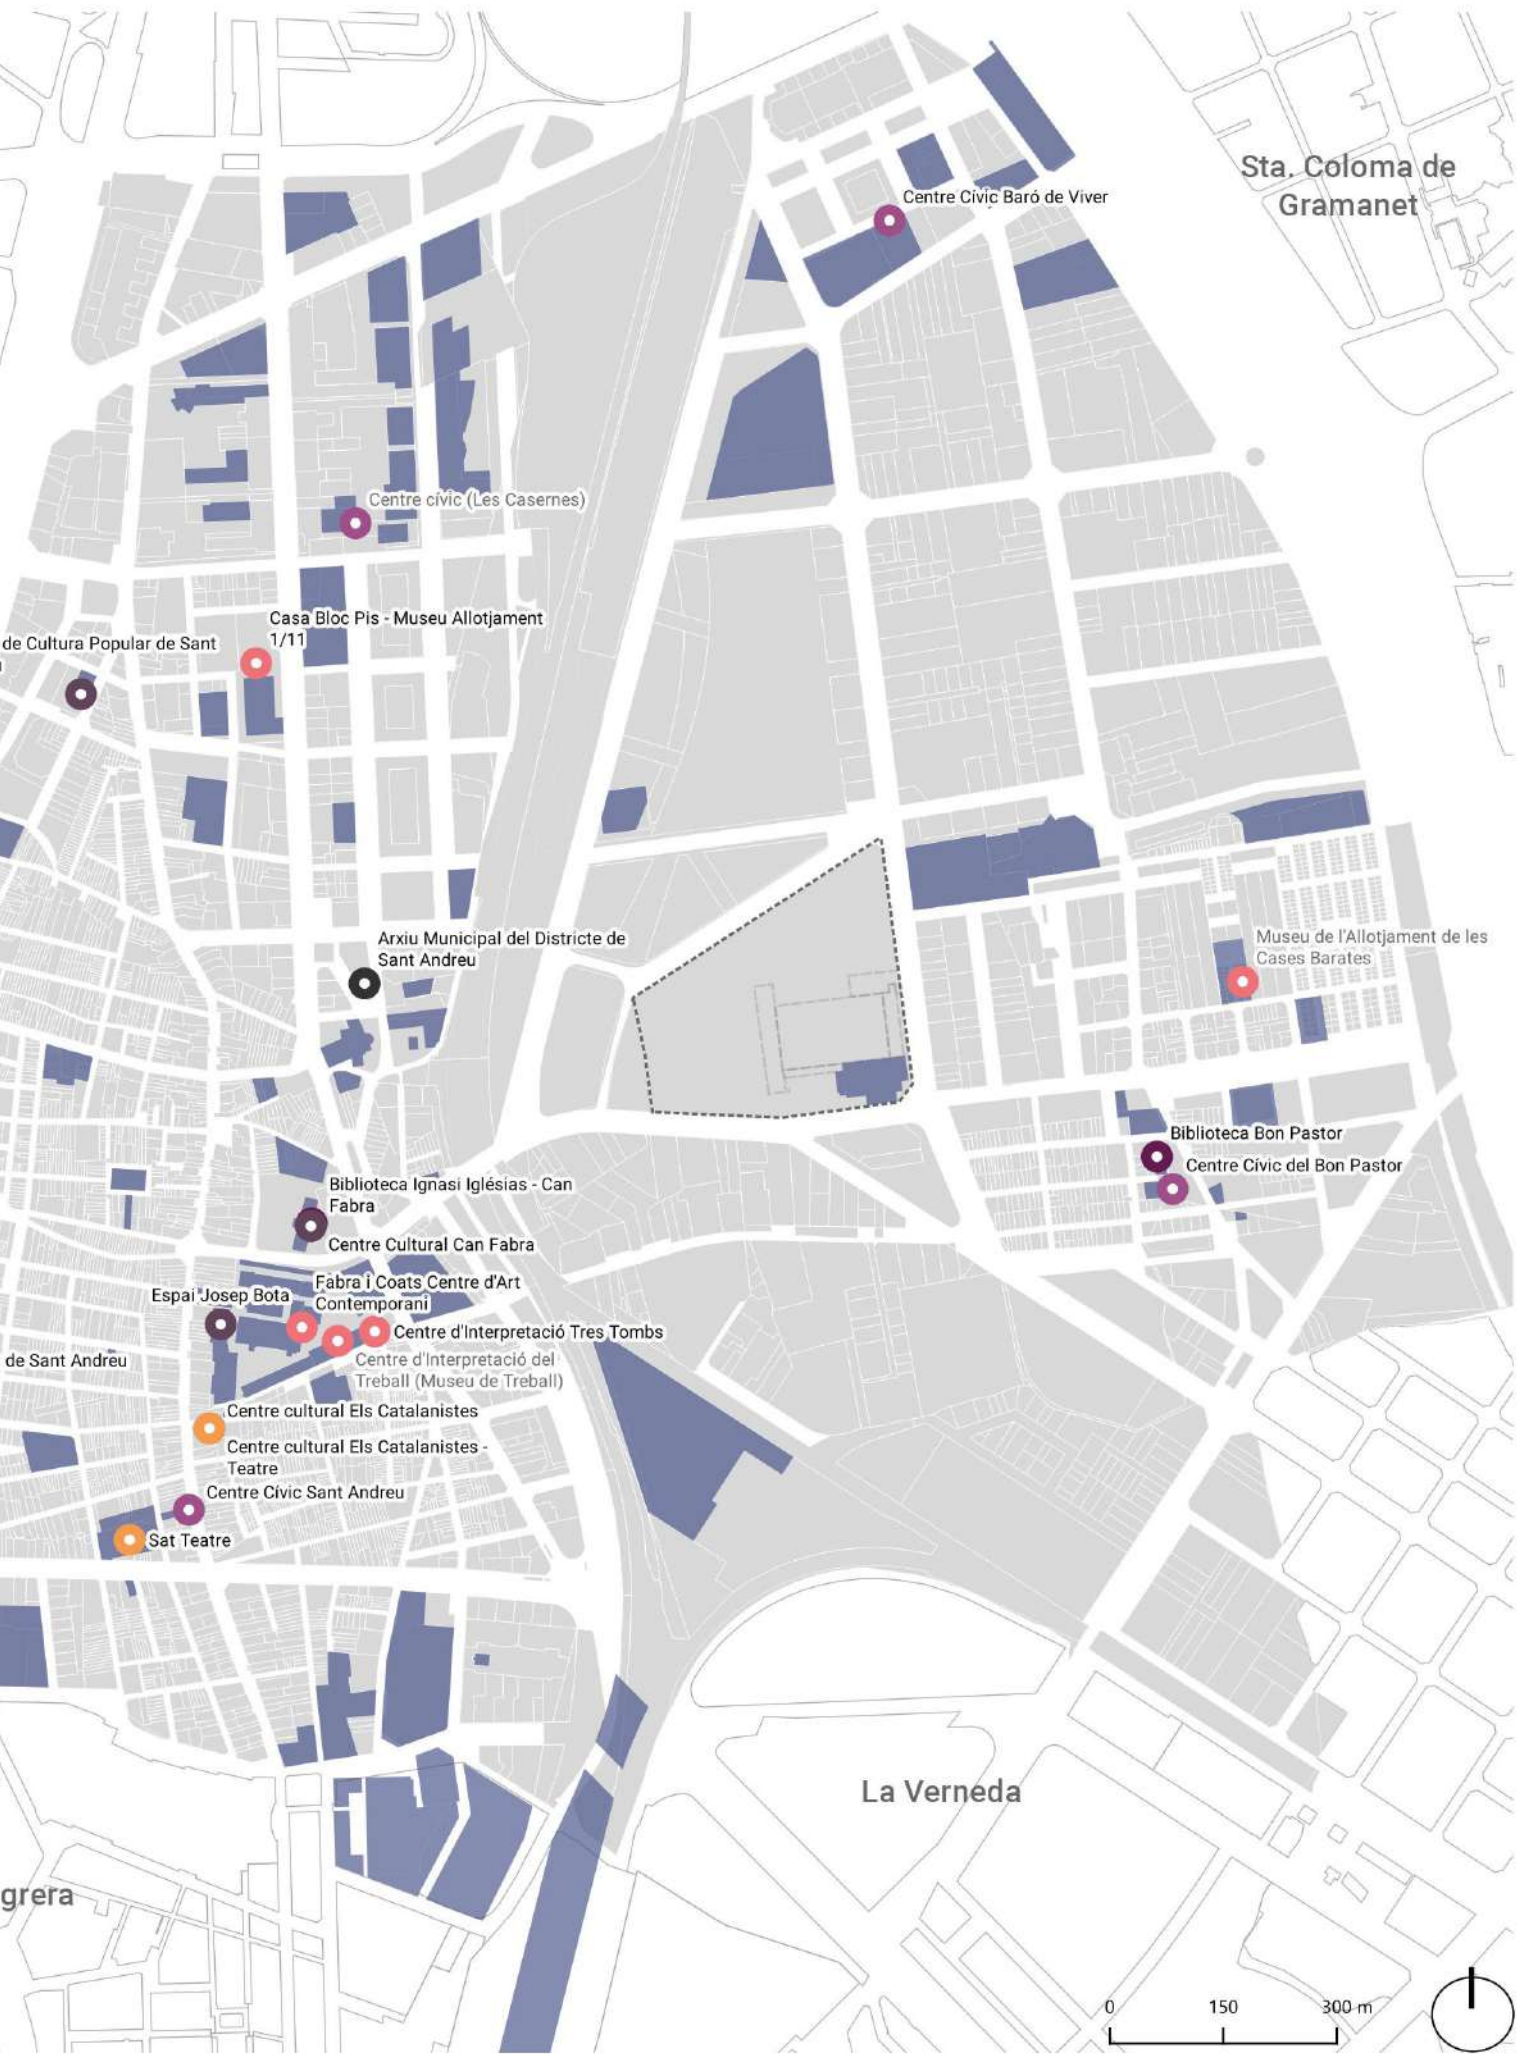 Sta. Coloma de
Gramanet
Centre Cívic Baró de Viver
Centre cívic (Les Casernes)
Casa Bloc Pis - Museu Allotjament
1/11
de Cultura Popular de Sant
Arxiu Municipal del Districte de
Sant Andreu
Museu de l'Allotjament de les
Cases Barates
Biblioteca Bon Pastor
Centre Cívic del Bon Pastor
Biblioteca Ignasi Iglésias - Can
Fabra
Centre Cultural Can Fabra
Fabra i Coats Centre d'Art
Contemporani
Espai Josep Bota
Centre d'Interpretació Tres Tombs
Centre d'Interpretació del
Treball (Museu de Treball)
de Sant Andreu
Centre cultural Els Catalanistes
Centre cultural Els Catalanistes -
Teatre
Centre Cívic Sant Andreu
Sat Teatre
La Verneda
grera
0 150 300 m